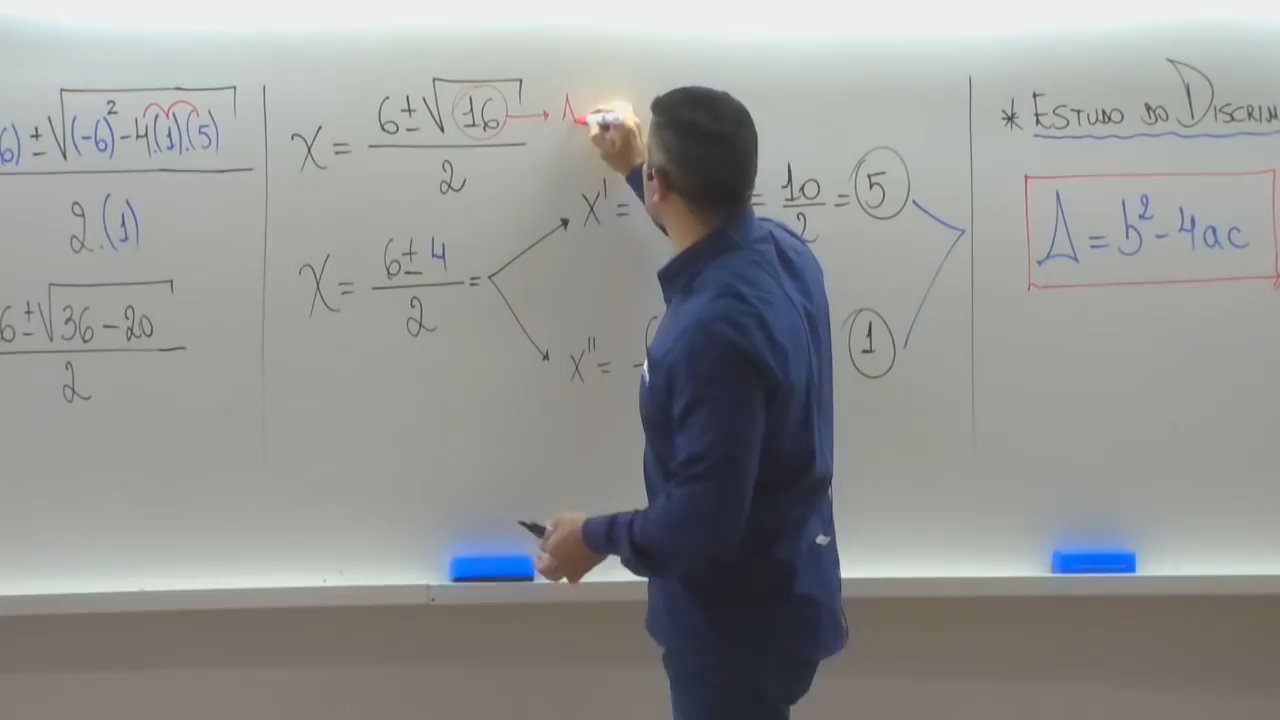 6) ± √(-6)² - 4.(1).(5)
2.(1)
6 ± √36 - 20
2
x = 6 ± √16
2
x = 6 ± 4 =
2
x' =
= 10 = 5
2
x'' = -
1
* ESTUDO DO DISCRIM
Δ = b² - 4ac